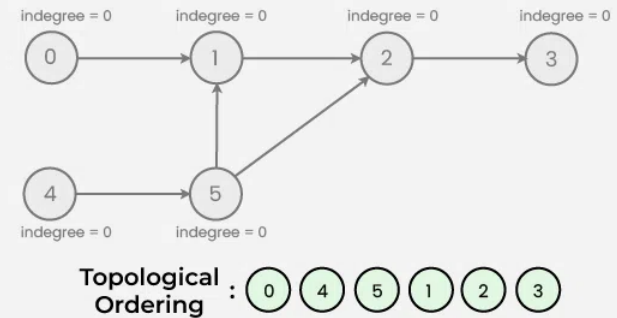 indegree = 0 indegree = 0 indegree = 0 indegree = 0
0 1 2 3
4 5
indegree = 0 indegree = 0
Topological
Ordering : 0 4 5 1 2 3